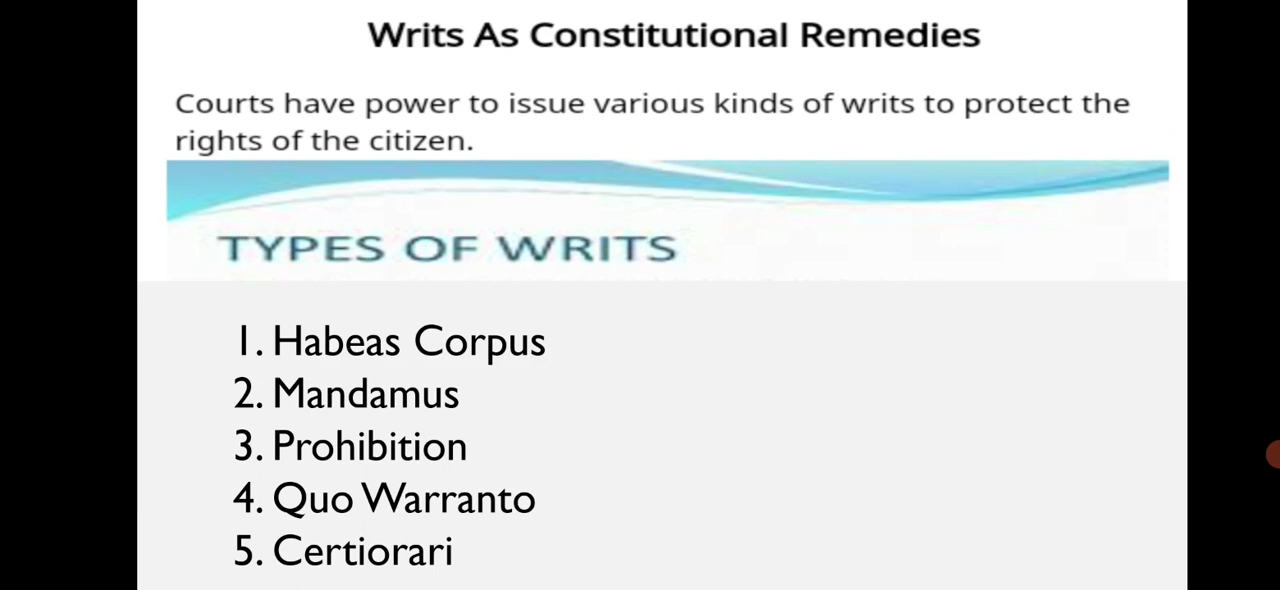 Writs As Constitutional Remedies
Courts have power to issue various kinds of writs to protect the
rights of the citizen.
TYPES OF WRITS
1. Habeas Corpus
2. Mandamus
3. Prohibition
4. Quo Warranto
5. Certiorari